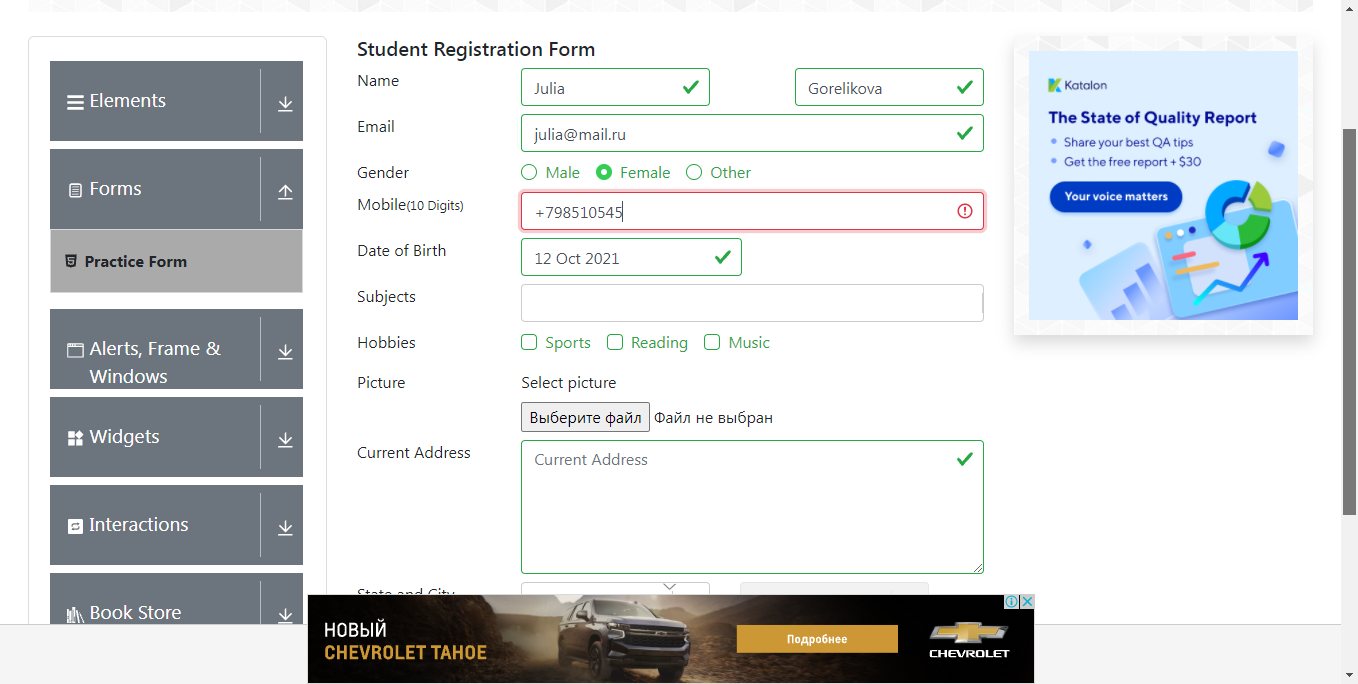 Elements
Forms
Practice Form
Alerts, Frame &
Windows
Widgets
Interactions
Book Store
Student Registration Form
Name
Julia
Gorelikova
Email
julia@mail.ru
Gender
Male
Female
Other
Mobile(10 Digits)
+798510545
Date of Birth
12 Oct 2021
Subjects
Hobbies
Sports
Reading
Music
Picture
Select picture
Выберите файл
Файл не выбран
Current Address
Current Address
State and City
Katalon
The State of Quality Report
Share your best QA tips
Get the free report + $30
Your voice matters
НОВЫЙ
CHEVROLET TAHOE
Подробнее
CHEVROLET